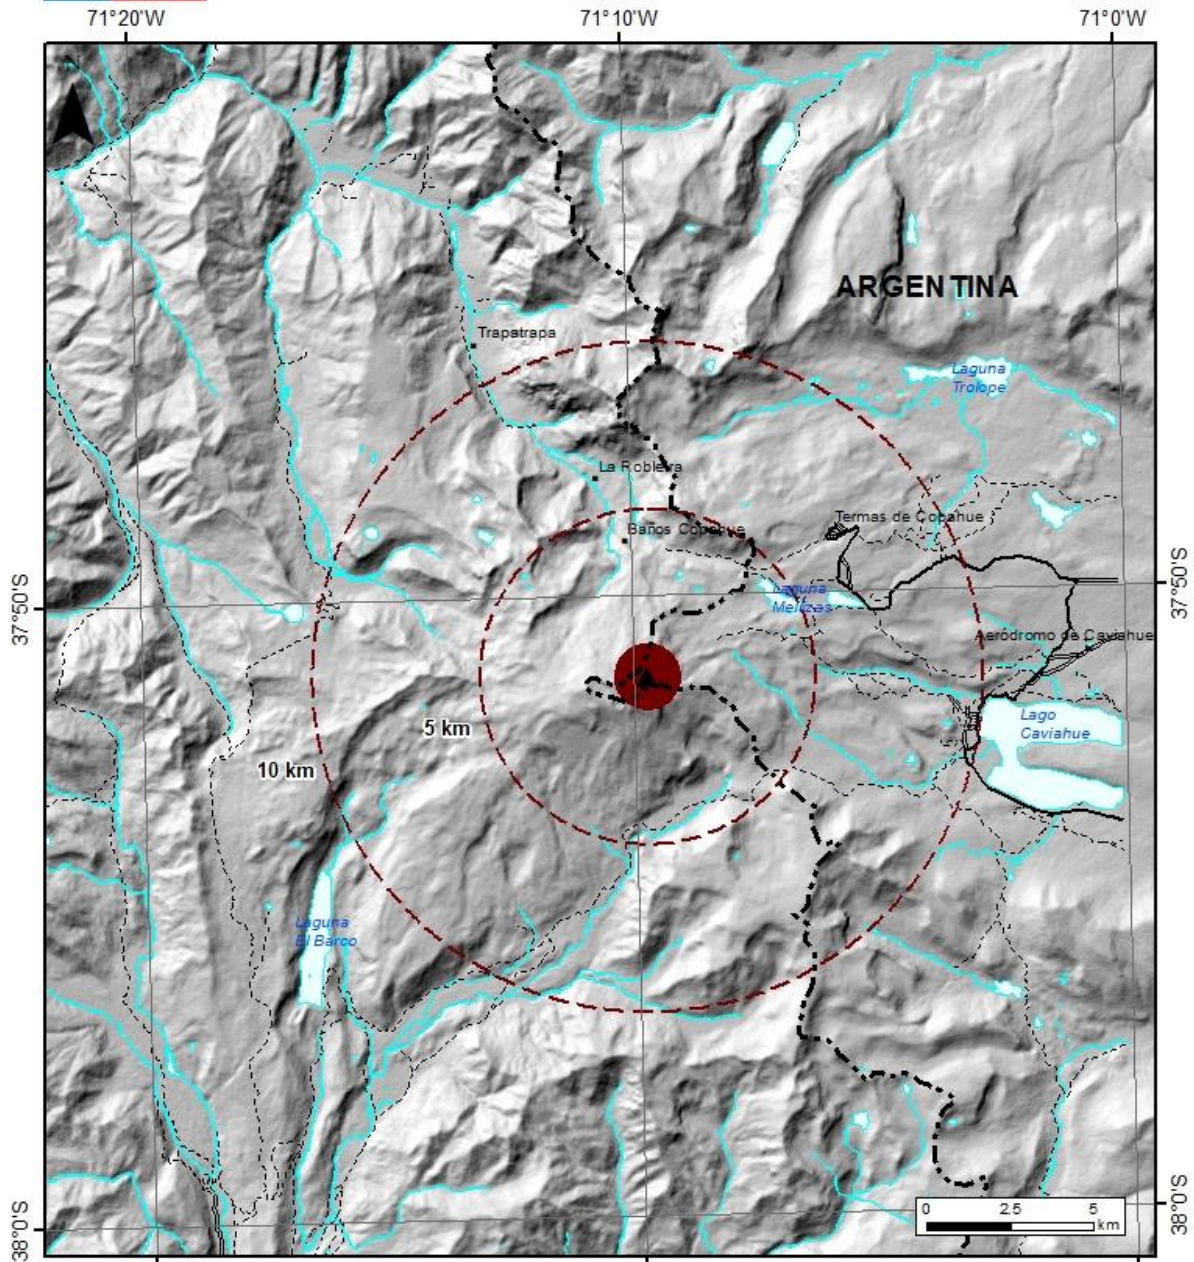 71°20'W
71°10'W
71°0'W
ARGENTINA
Trapatrapa
Laguna
Trolope
La Roblería
Baños Copahue
Termas de Copahue
37°50'S
37°50'S
Laguna
Mellizas
Aeródromo de Caviahue
5 km
Lago
Caviahue
10 km
Laguna
El Barco
0
2.5
5
km
38°0'S
38°0'S